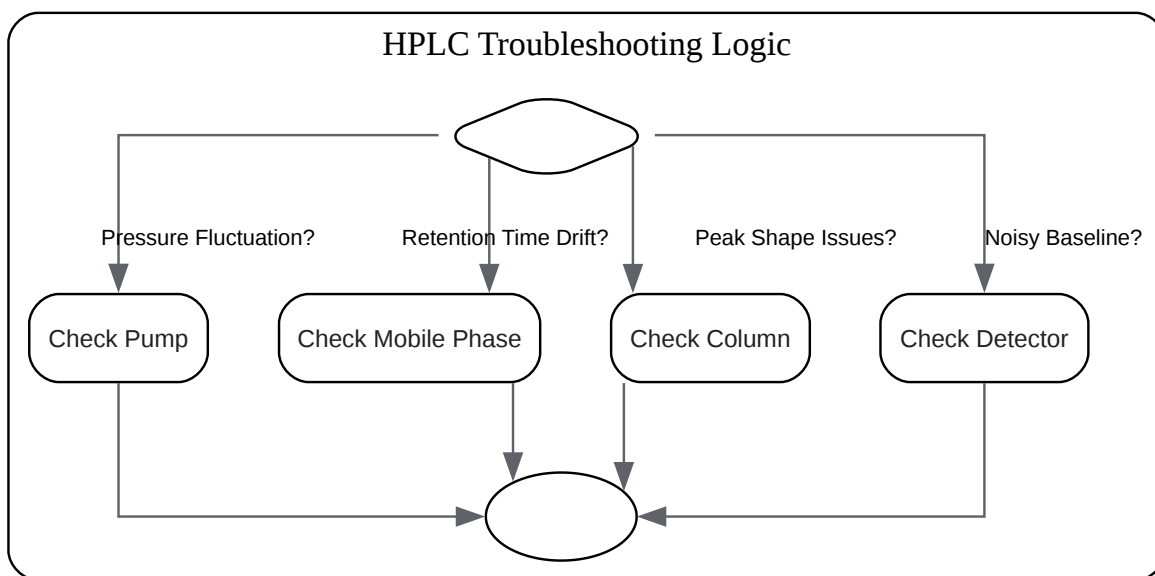 HPLC Troubleshooting Logic
Pressure Fluctuation?
Retention Time Drift?
Peak Shape Issues?
Noisy Baseline?
Check Pump
Check Mobile Phase
Check Column
Check Detector